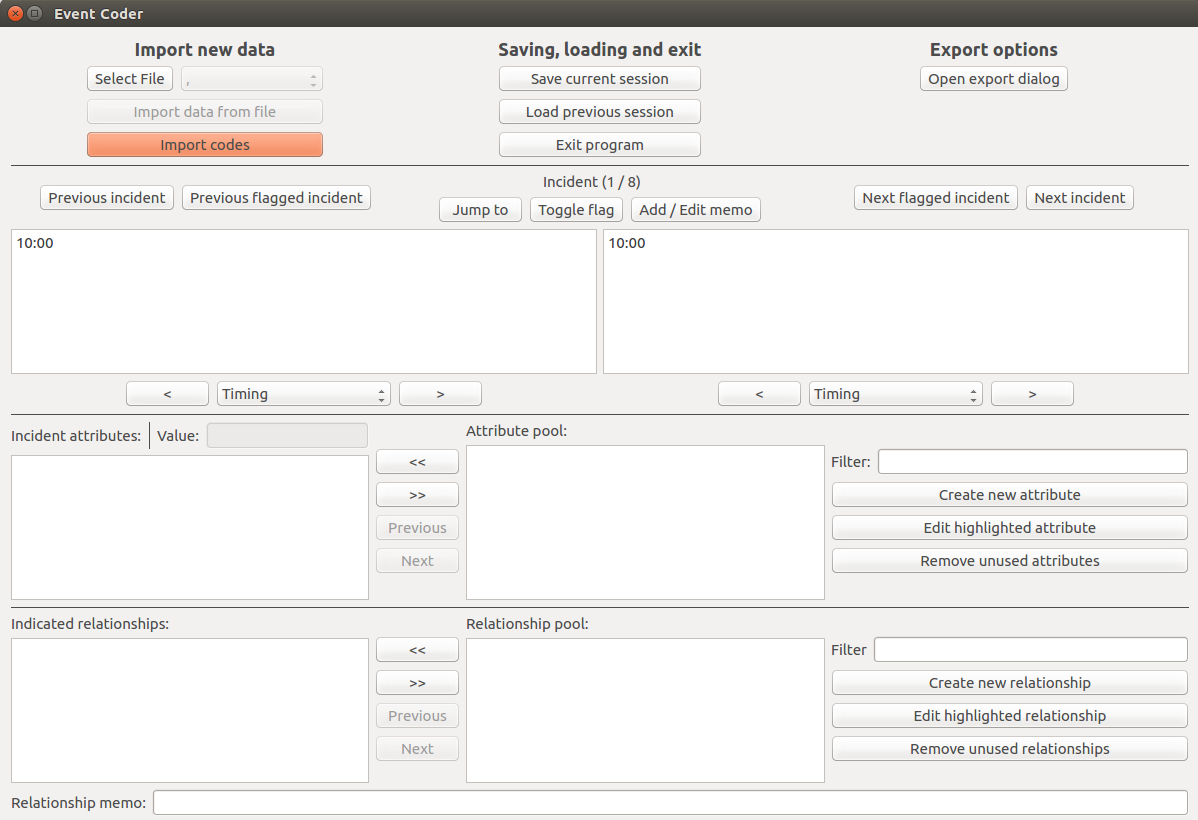 Event Coder
Import new data
Saving, loading and exit
Export options
Select File
,
Save current session
Open export dialog
Import data from file
Load previous session
Import codes
Exit program
Previous incident
Previous flagged incident
Incident (1 / 8)
Jump to
Toggle flag
Add / Edit memo
Next flagged incident
Next incident
10:00
10:00
<
Timing
>
<
Timing
>
Incident attributes:
Value:
Attribute pool:
<<
>>
Previous
Next
Filter:
Create new attribute
Edit highlighted attribute
Remove unused attributes
Indicated relationships:
Relationship pool:
<<
>>
Previous
Next
Filter
Create new relationship
Edit highlighted relationship
Remove unused relationships
Relationship memo: